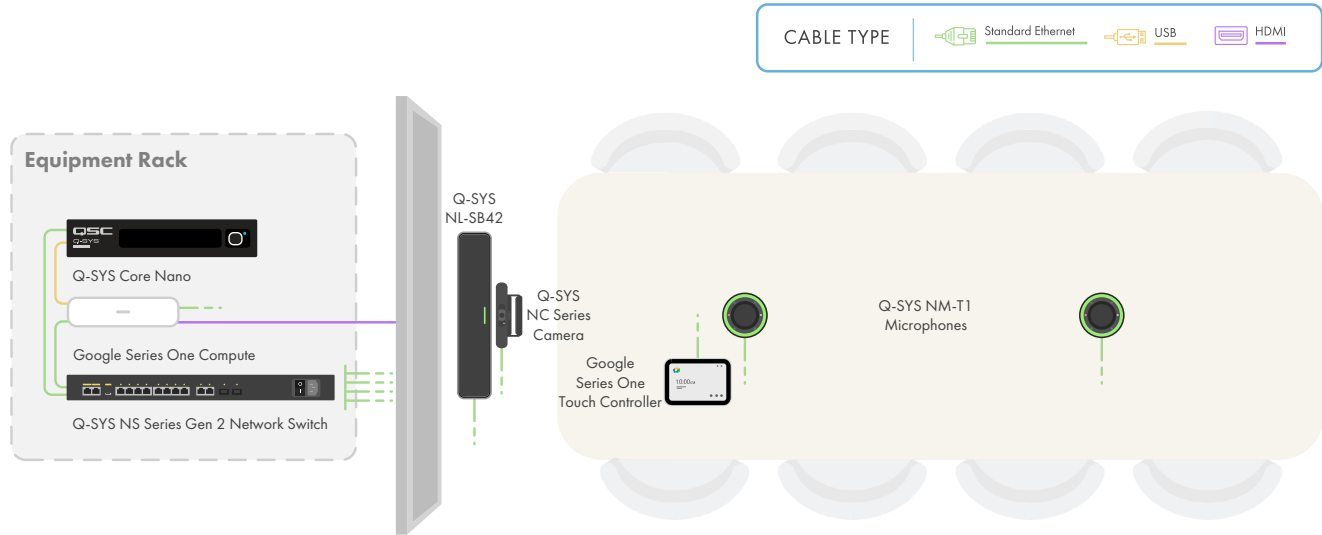 CABLE TYPE
Standard Ethernet
USB
HDMI
Equipment Rack
QSC
Q-SYS
Q-SYS Core Nano
Google Series One Compute
Q-SYS NS Series Gen 2 Network Switch
Q-SYS
NL-SB42
Q-SYS
NC Series
Camera
Google
Series One
Touch Controller
10:00
Q-SYS NM-T1
Microphones